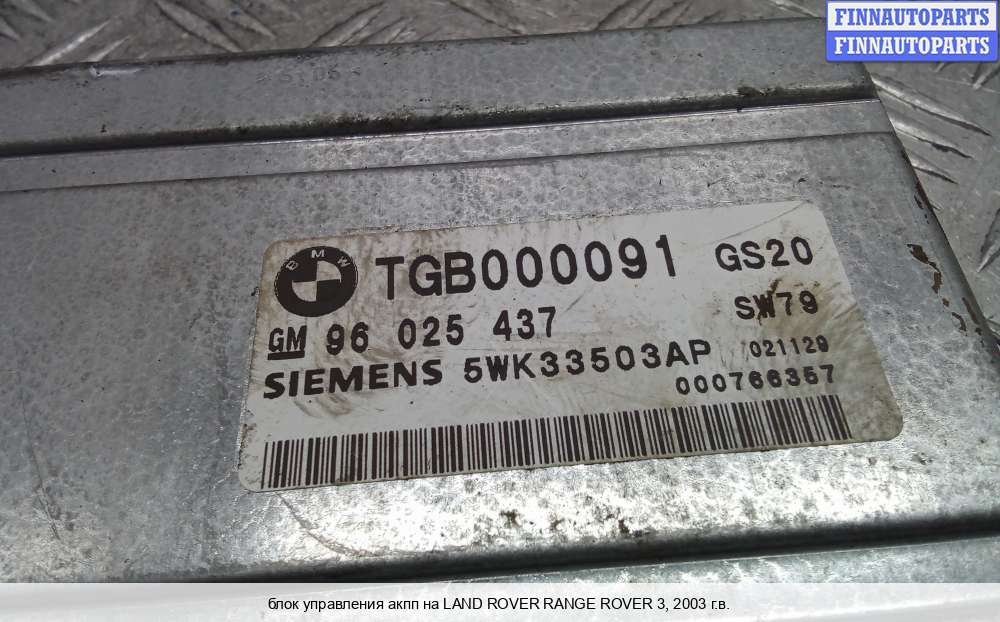 FINNAUTOPARTS
FINNAUTOPARTS
BMW TGB000091 GS20
GM 96 025 437 SW79
SIEMENS 5WK33503AP 021129
000766357
блок управления акпп на LAND ROVER RANGE ROVER 3, 2003 г.в.